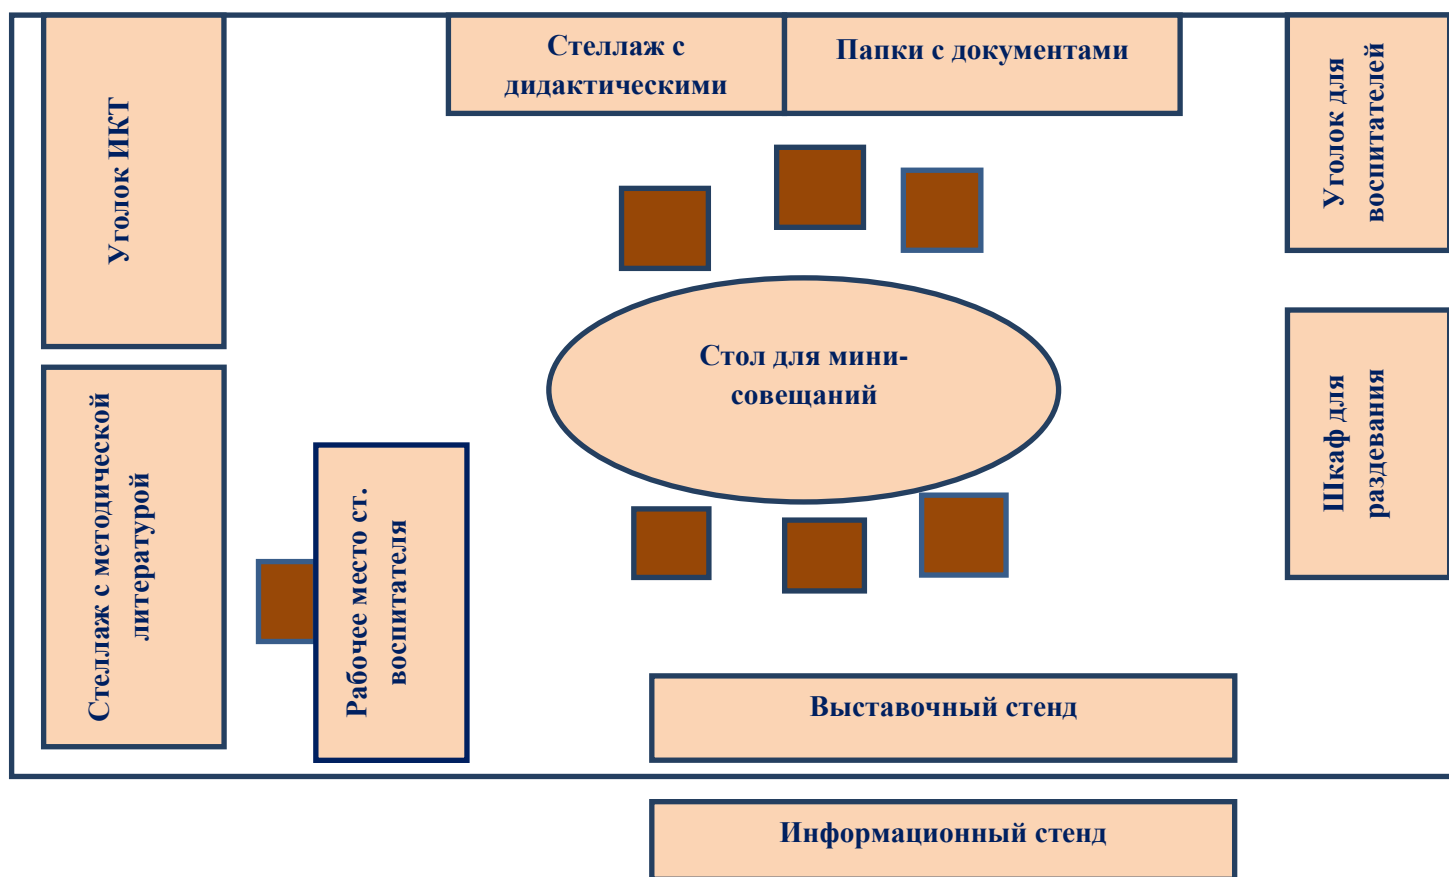 Стеллаж с
дидактическими
Папки с документами
Уголок ИКТ
Уголок для
воспитателей
Стол для мини-
совещаний
Стеллаж с методической
литературой
Рабочее место ст.
воспитателя
Шкаф для
раздевания
Выставочный стенд
Информационный стенд